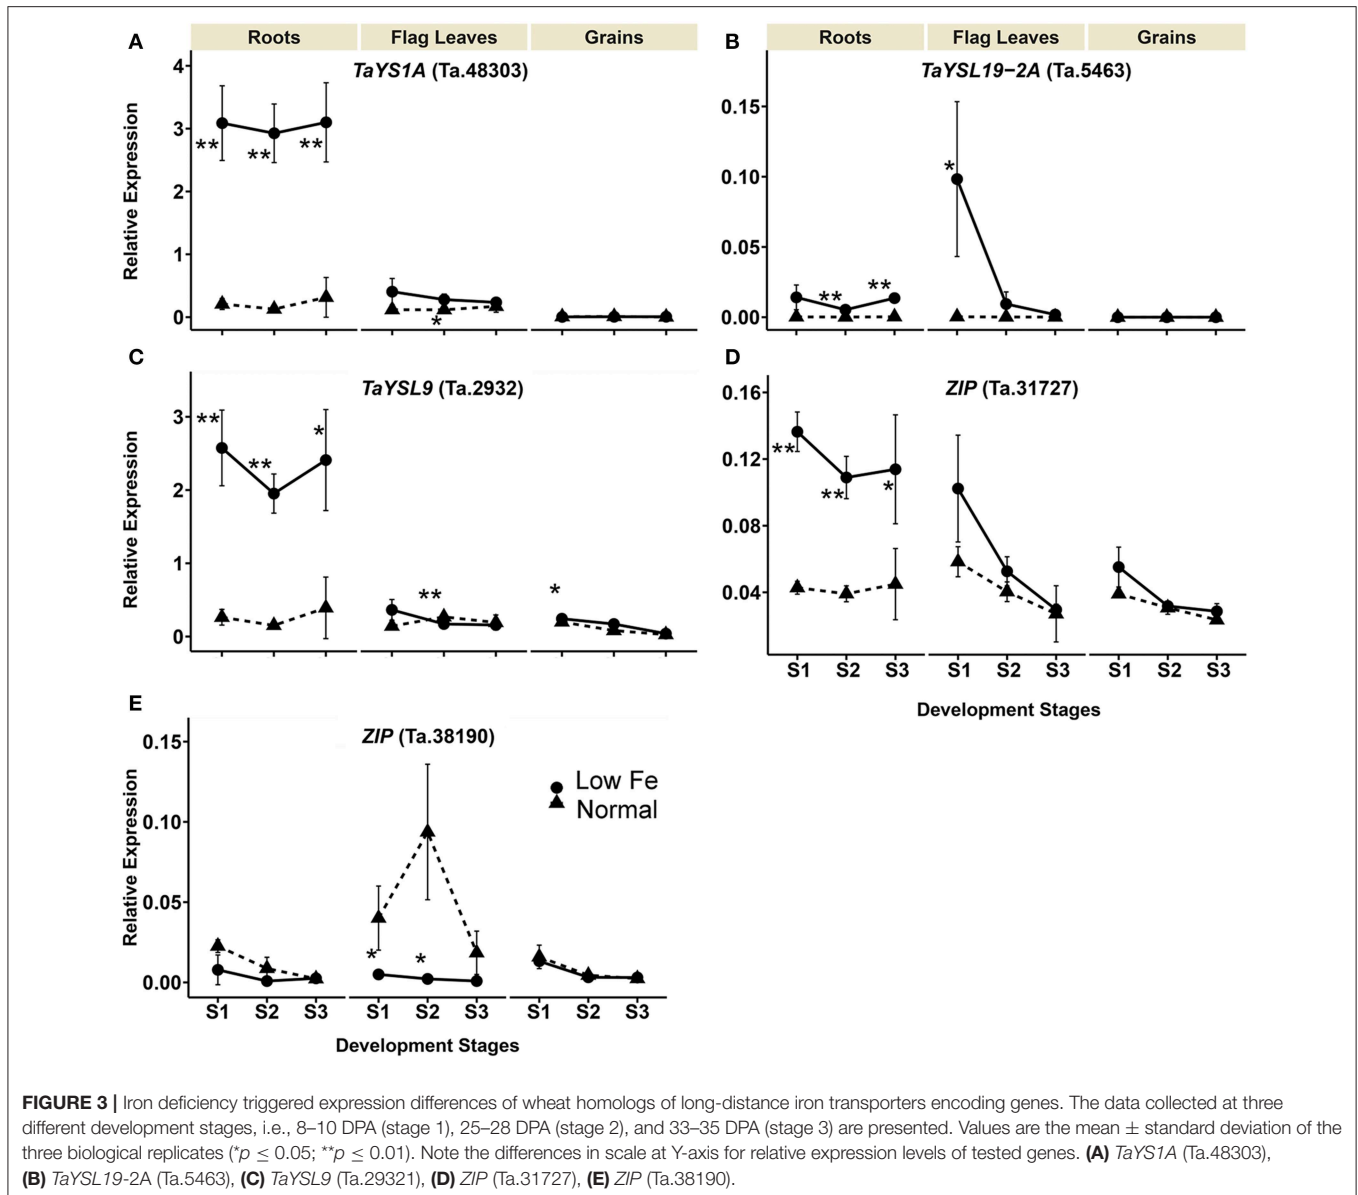 A
Roots Flag Leaves Grains
TaYS1A (Ta.48303)
Relative Expression
4
3
2
1
0
** ** **
*
B
Roots Flag Leaves Grains
TaYSL19−2A (Ta.5463)
0.15
0.10
0.05
0.00
** **
*
C
TaYSL9 (Ta.2932)
Relative Expression
3
2
1
0
** ** *
**
*
D
ZIP (Ta.31727)
0.16
0.12
0.08
0.04
** ** *
S1 S2 S3 S1 S2 S3 S1 S2 S3
Development Stages
E
ZIP (Ta.38190)
Relative Expression
0.15
0.10
0.05
0.00
* *
Low Fe
Normal
S1 S2 S3 S1 S2 S3 S1 S2 S3
Development Stages
FIGURE 3 | Iron deficiency triggered expression differences of wheat homologs of long-distance iron transporters encoding genes. The data collected at three
different development stages, i.e., 8–10 DPA (stage 1), 25–28 DPA (stage 2), and 33–35 DPA (stage 3) are presented. Values are the mean ± standard deviation of the
three biological replicates (*p ≤ 0.05; **p ≤ 0.01). Note the differences in scale at Y-axis for relative expression levels of tested genes. (A) TaYS1A (Ta.48303),
(B) TaYSL19-2A (Ta.5463), (C) TaYSL9 (Ta.29321), (D) ZIP (Ta.31727), (E) ZIP (Ta.38190).